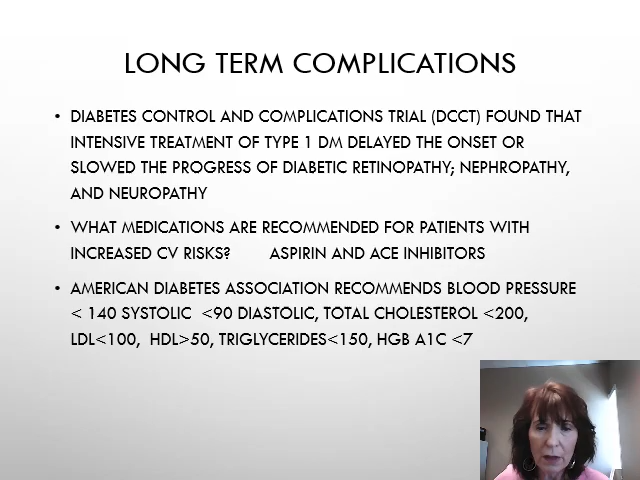 LONG TERM COMPLICATIONS
• DIABETES CONTROL AND COMPLICATIONS TRIAL (DCCT) FOUND THAT
INTENSIVE TREATMENT OF TYPE 1 DM DELAYED THE ONSET OR
SLOWED THE PROGRESS OF DIABETIC RETINOPATHY; NEPHROPATHY,
AND NEUROPATHY
• WHAT MEDICATIONS ARE RECOMMENDED FOR PATIENTS WITH
INCREASED CV RISKS? ASPIRIN AND ACE INHIBITORS
• AMERICAN DIABETES ASSOCIATION RECOMMENDS BLOOD PRESSURE
< 140 SYSTOLIC <90 DIASTOLIC, TOTAL CHOLESTEROL <200,
LDL<100, HDL>50, TRIGLYCERIDES<150, HGB A1C <7